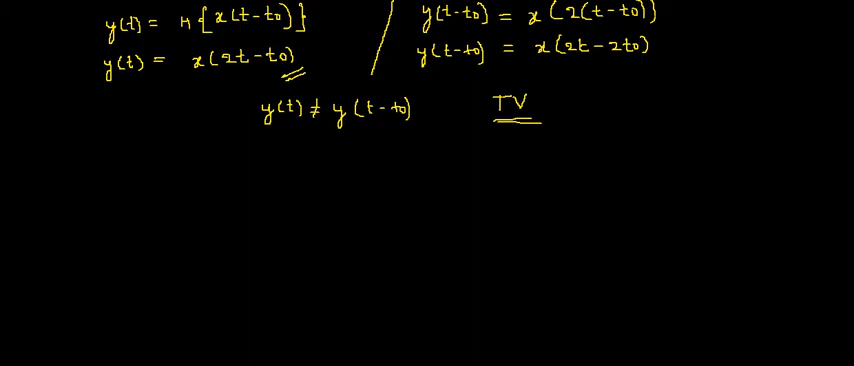 y(t) = H{x(t-t0)}
y(t) = x(2t-t0)
y(t-t0) = x(2(t-t0))
y(t-t0) = x(2t-2t0)
y(t) ≠ y(t-t0) TV